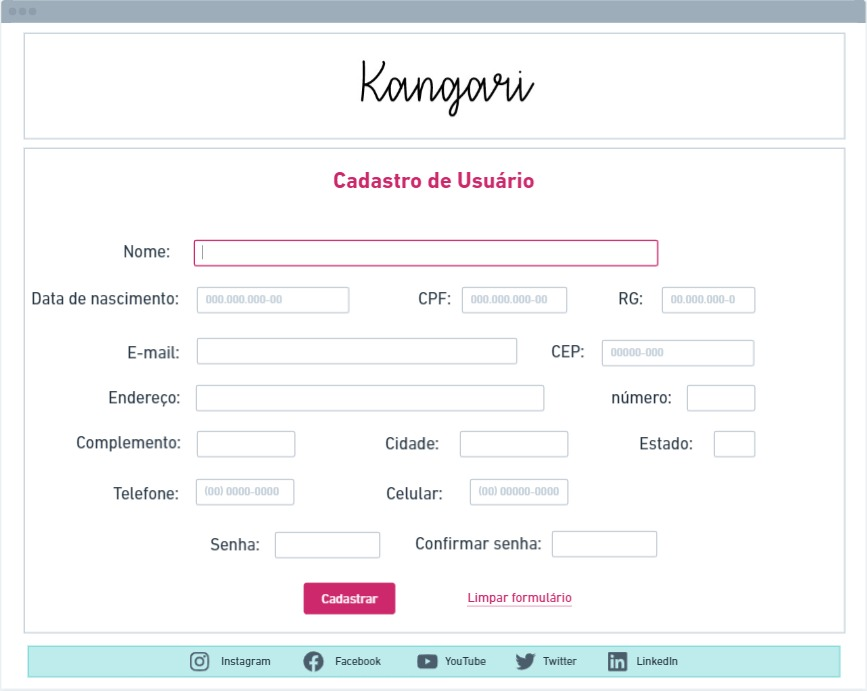 Kangari
Cadastro de Usuário
Nome:
Data de nascimento: 000.000.000-00 CPF: 000.000.000-00 RG: 00.000.000-0
E-mail: CEP: 00000-000
Endereço: número:
Complemento: Cidade: Estado:
Telefone: (00) 0000-0000 Celular: (00) 00000-0000
Senha: Confirmar senha:
Cadastrar Limpar formulário
Instagram Facebook YouTube Twitter LinkedIn